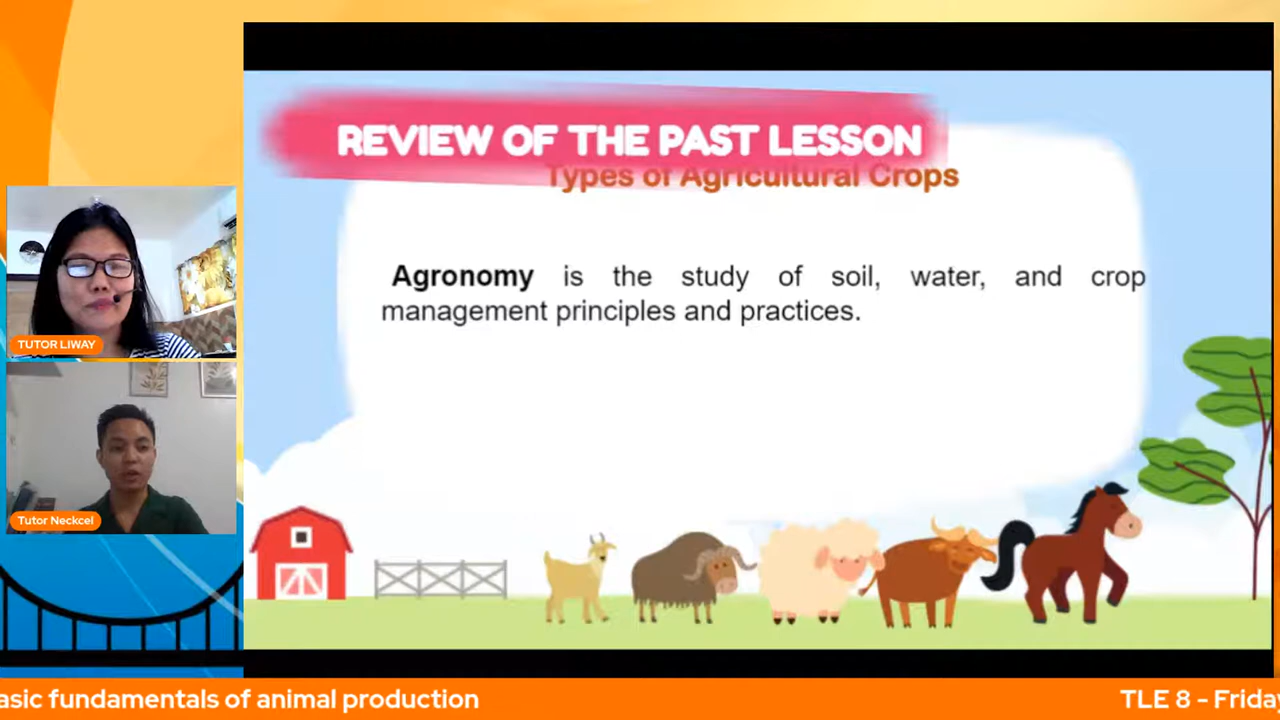 REVIEW OF THE PAST LESSON
Types of Agricultural Crops
Agronomy is the study of soil, water, and crop
management principles and practices.
TUTOR LIWAY
Tutor Neckcel
asic fundamentals of animal production
TLE 8 - Friday